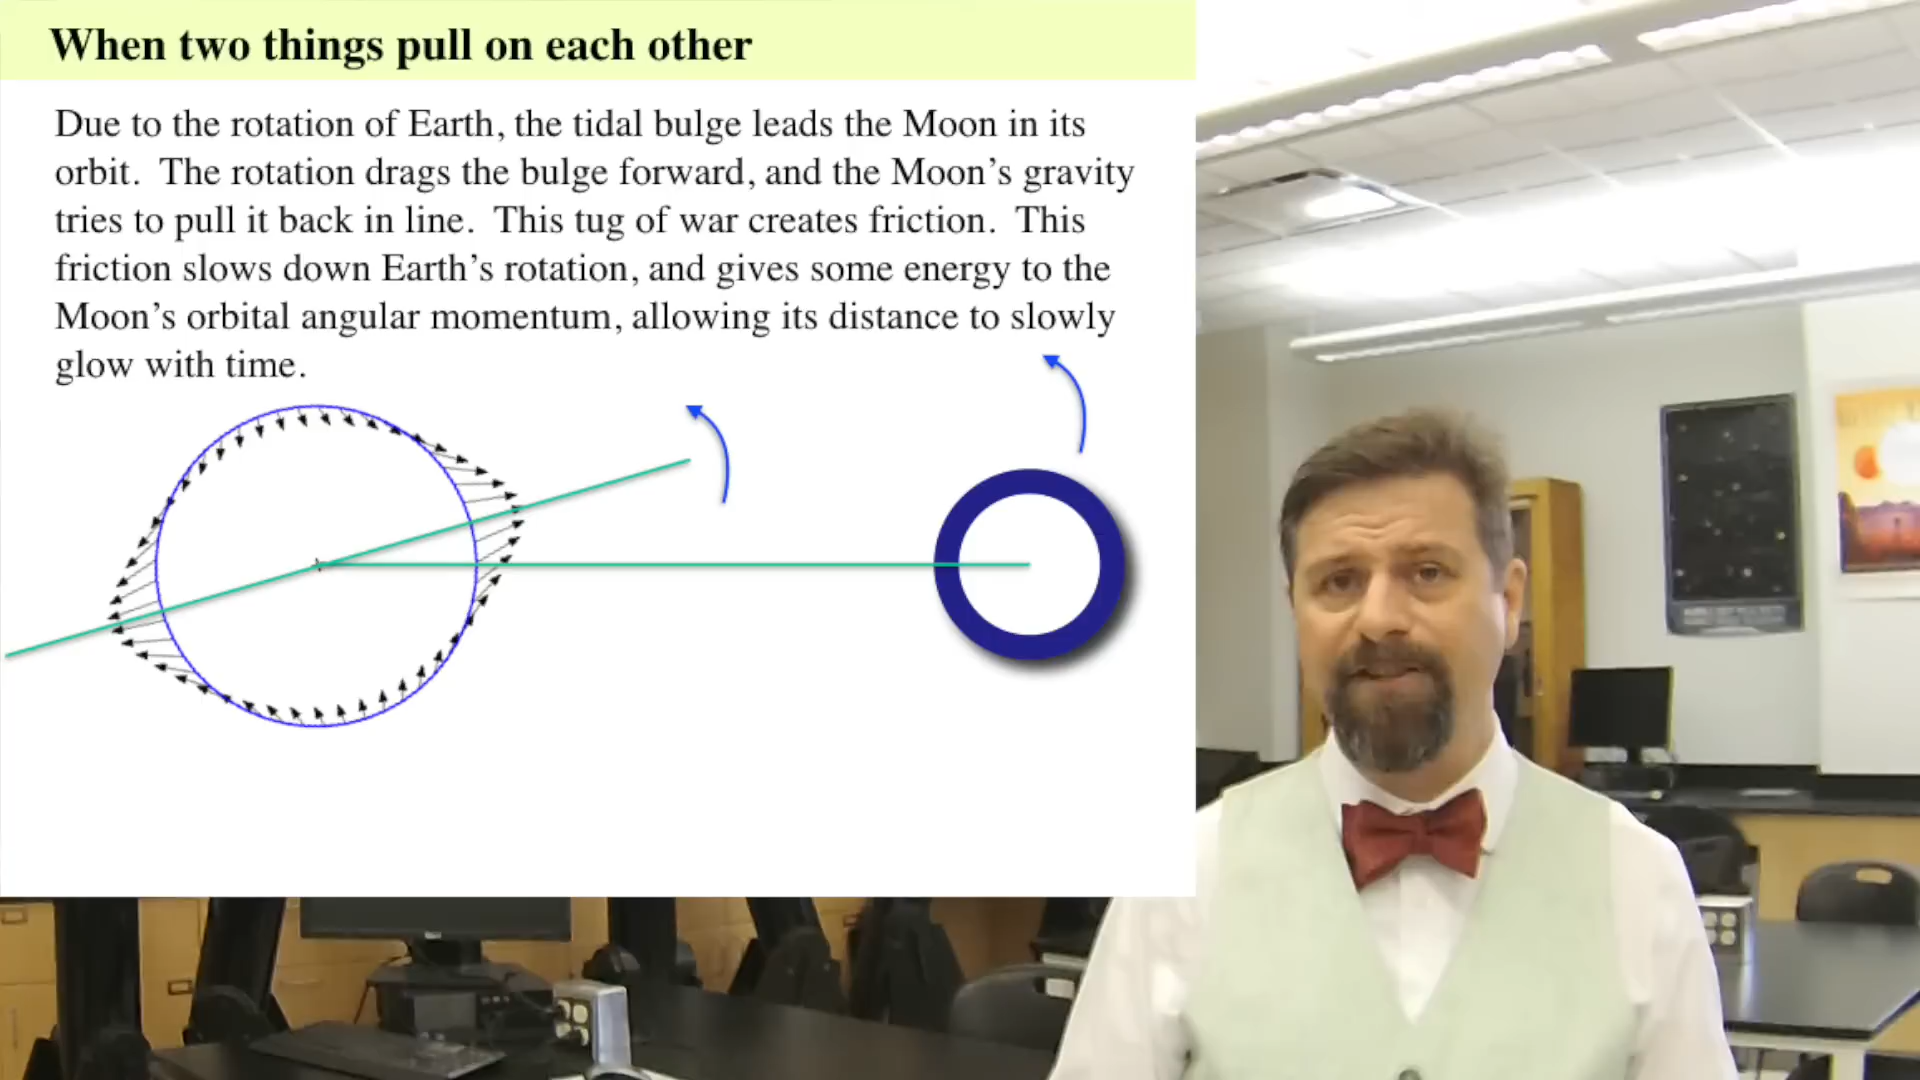 When two things pull on each other
Due to the rotation of Earth, the tidal bulge leads the Moon in its
orbit.  The rotation drags the bulge forward, and the Moon’s gravity
tries to pull it back in line.  This tug of war creates friction.  This
friction slows down Earth’s rotation, and gives some energy to the
Moon’s orbital angular momentum, allowing its distance to slowly
glow with time.